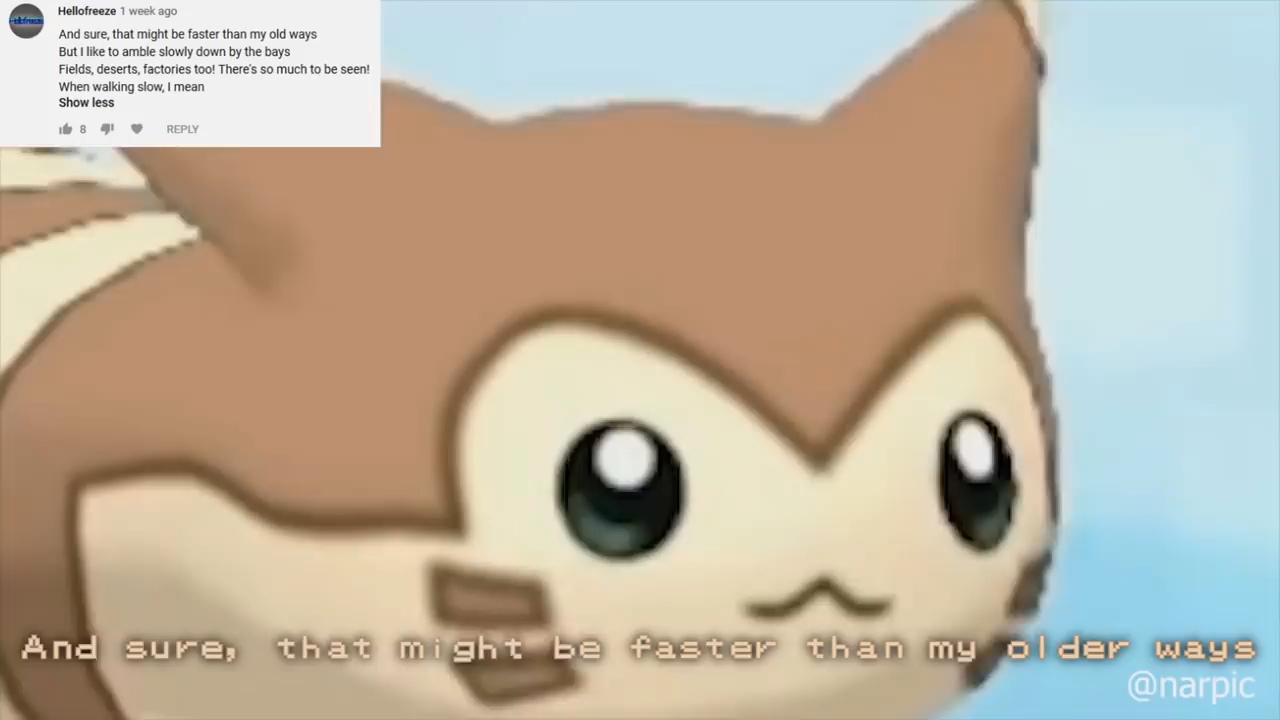 Hellofreeze 1 week ago
And sure, that might be faster than my old ways
But I like to amble slowly down by the bays
Fields, deserts, factories too! There's so much to be seen!
When walking slow, I mean
Show less
8 REPLY
And sure, that might be faster than my older ways
@narpic